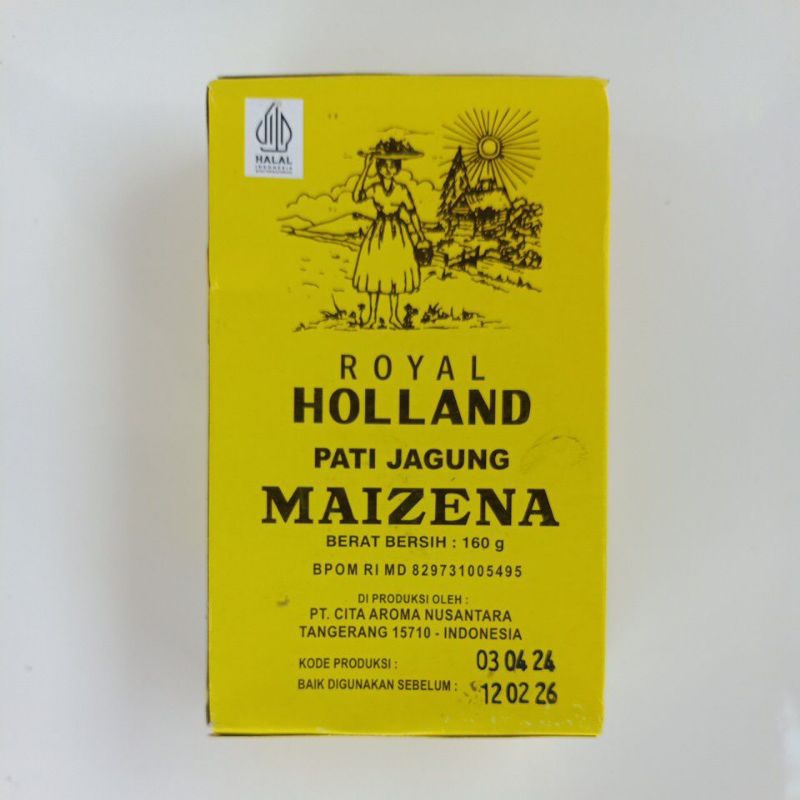 HALAL
INDONESIA
ROYAL
HOLLAND
PATI JAGUNG
MAIZENA
BERAT BERSIH : 160 g
BPOM RI MD 829731005495
DI PRODUKSI OLEH :
PT. CITA AROMA NUSANTARA
TANGERANG 15710 - INDONESIA
KODE PRODUKSI : 03 04 24
BAIK DIGUNAKAN SEBELUM : 12 02 26